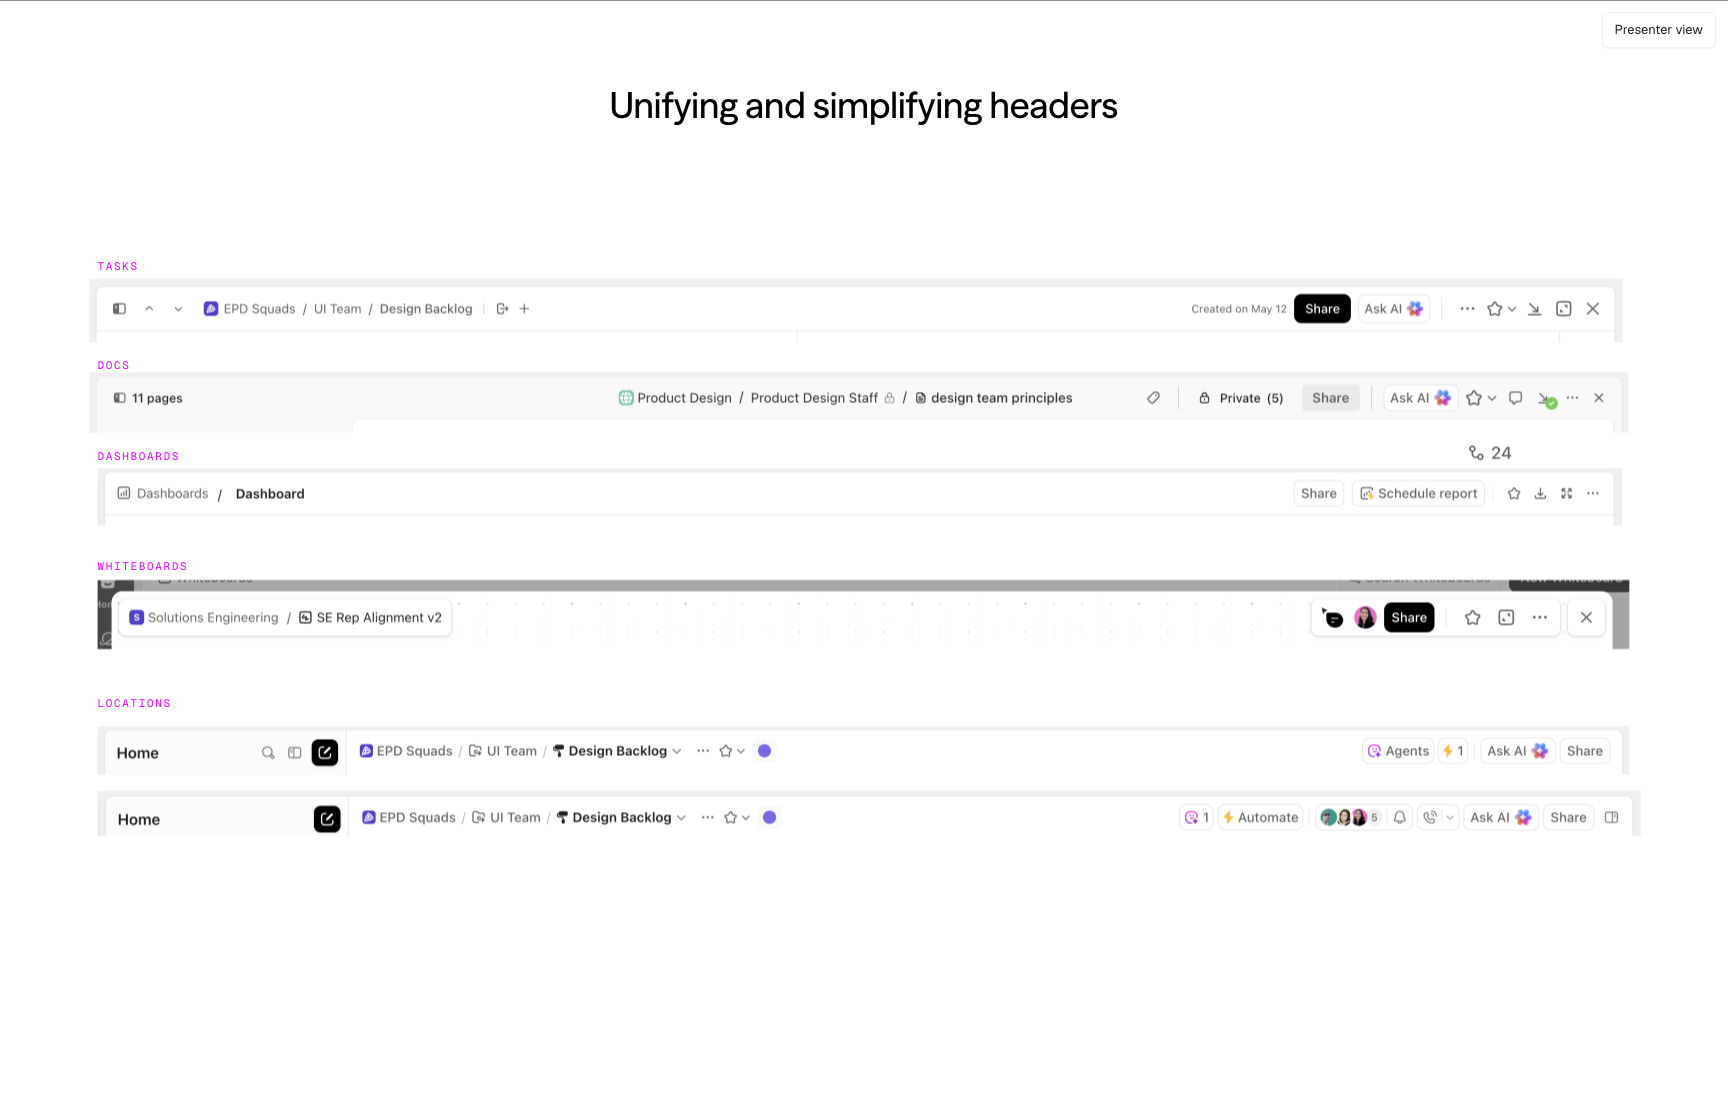 Presenter view
Unifying and simplifying headers
TASKS
EPD Squads / UI Team / Design Backlog
Created on May 12 Share Ask AI
DOCS
11 pages
Product Design / Product Design Staff / design team principles
Private (5) Share Ask AI
DASHBOARDS
24
Dashboards / Dashboard
Share Schedule report
WHITEBOARDS
S Solutions Engineering / SE Rep Alignment v2
Share
LOCATIONS
Home
EPD Squads / UI Team / Design Backlog
Agents 1 Ask AI Share
Home
EPD Squads / UI Team / Design Backlog
1 Automate 5 Ask AI Share